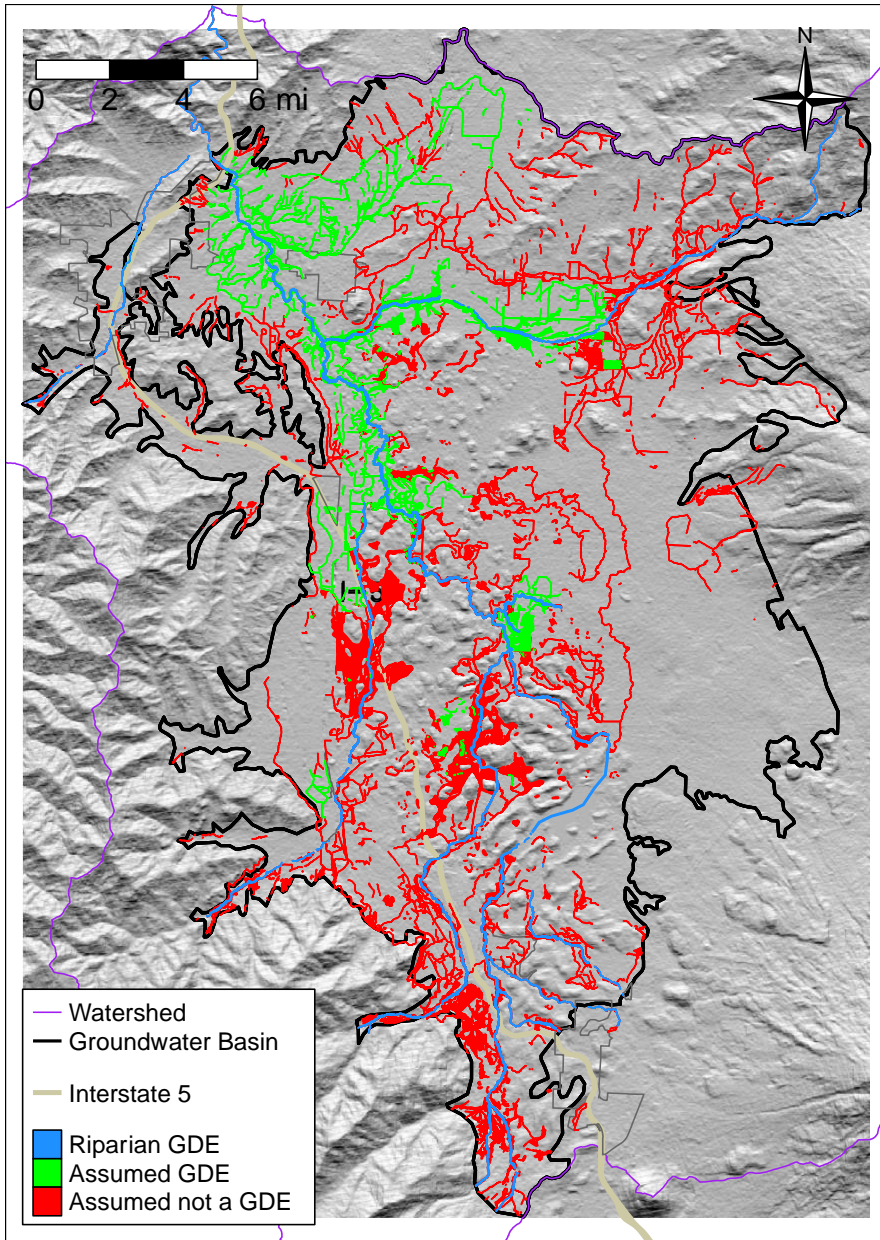 N
0 2 4 6 mi
Watershed
Groundwater Basin
Interstate 5
Riparian GDE
Assumed GDE
Assumed not a GDE